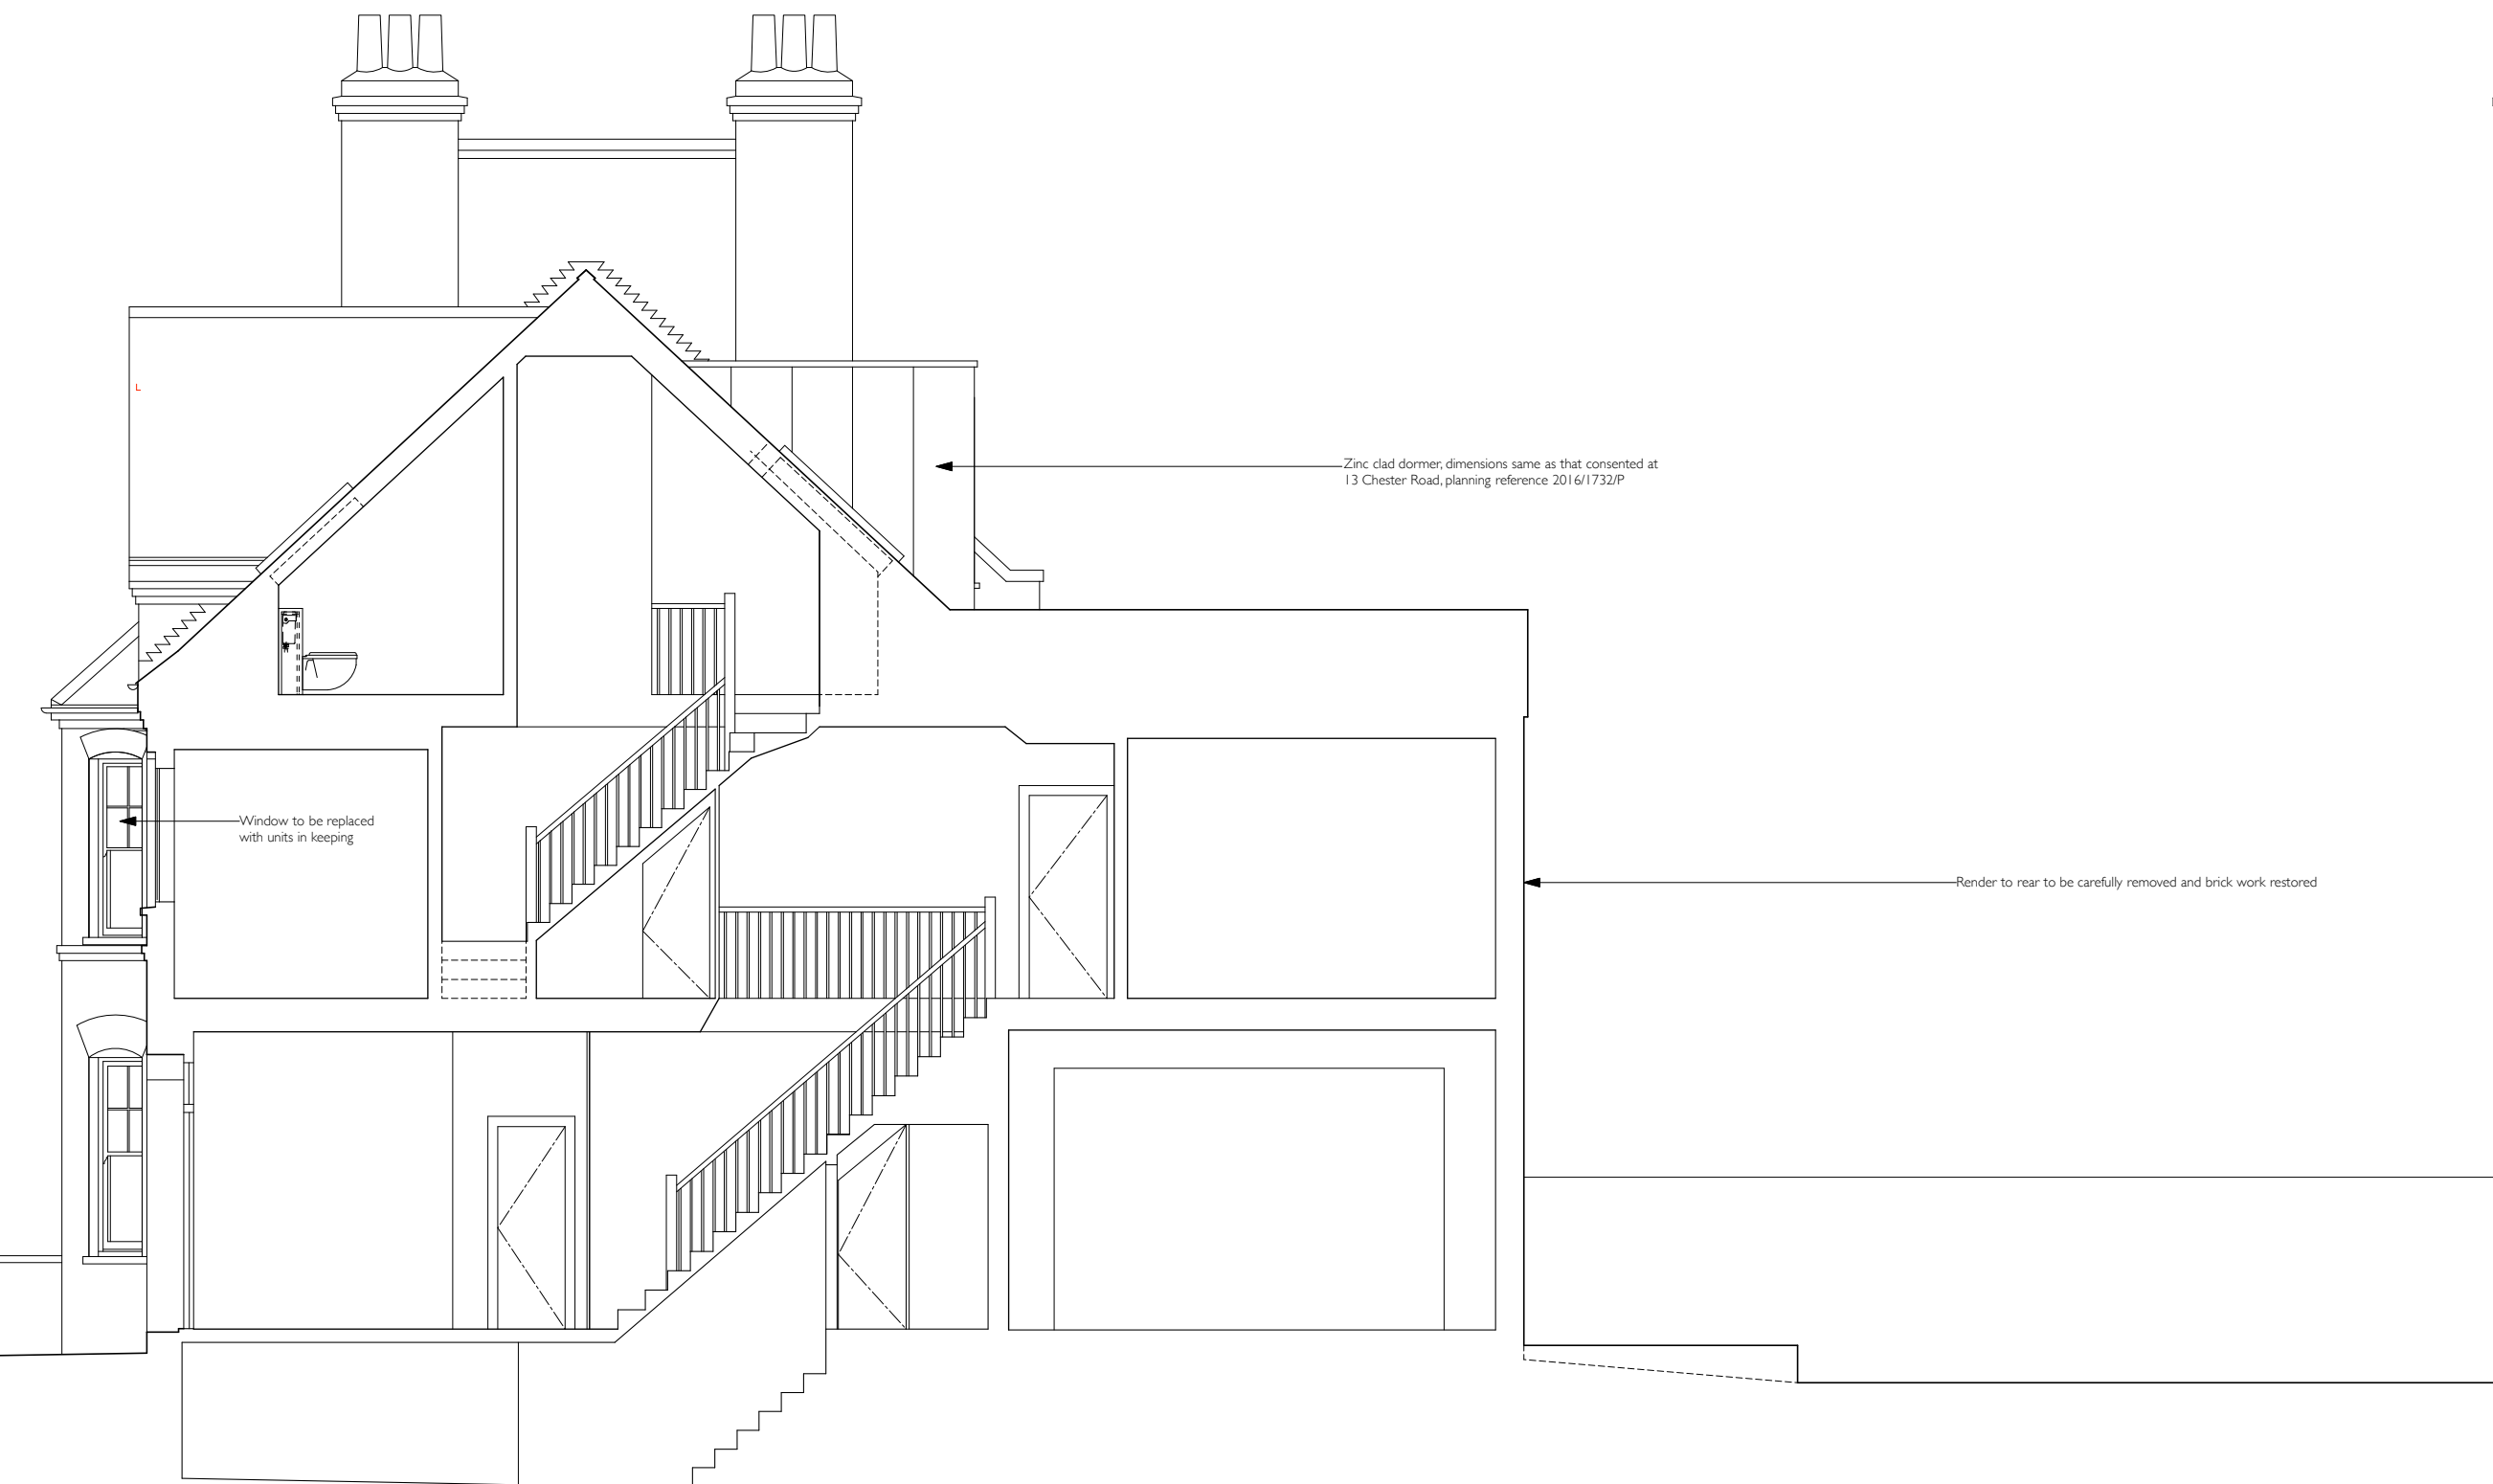 L
Zinc clad dormer, dimensions same as that consented at
13 Chester Road, planning reference 2016/1732/P
Window to be replaced
with units in keeping
Render to rear to be carefully removed and brick work restored